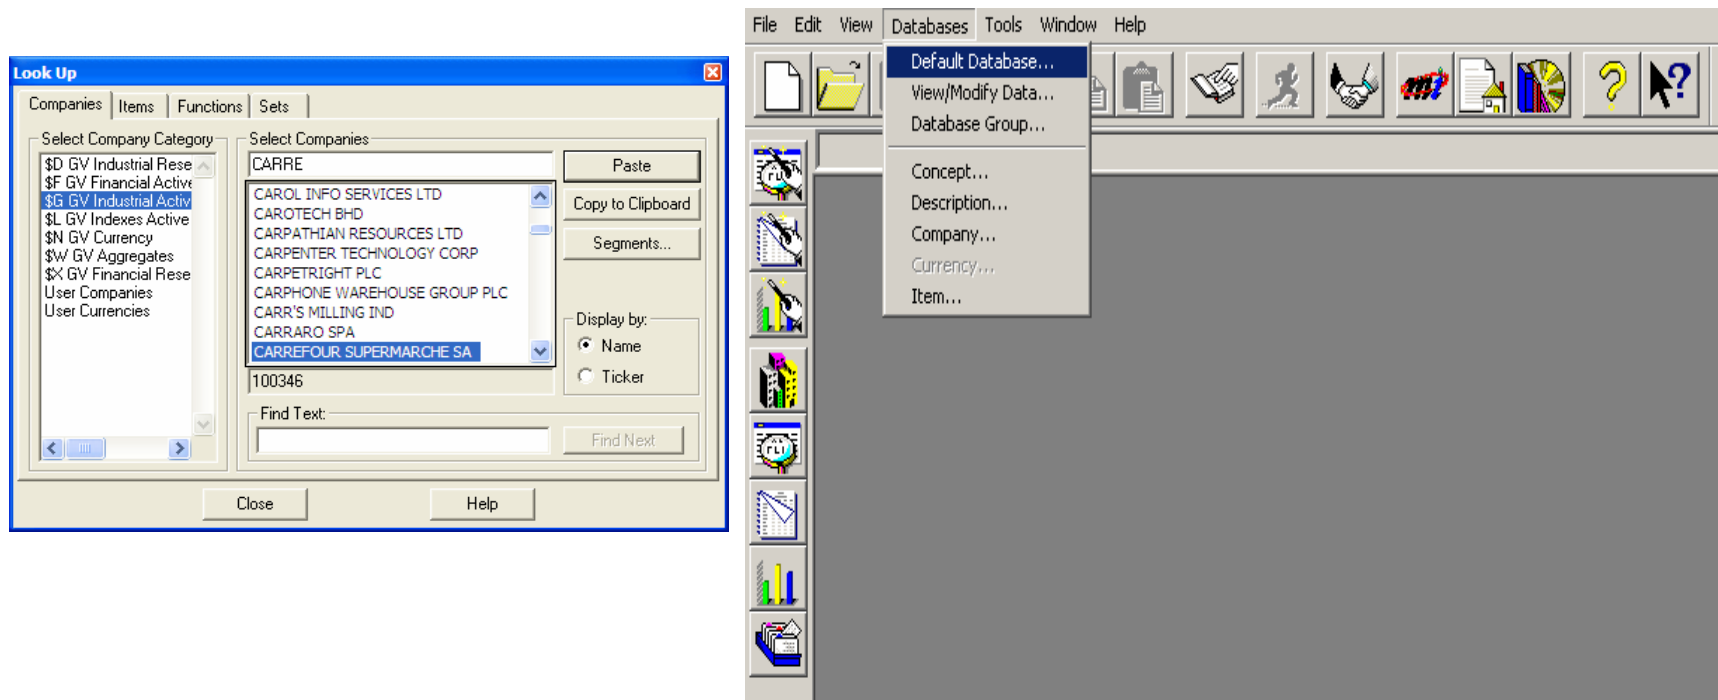 Look Up
Companies Items Functions Sets
Select Company Category
$D GV Industrial Rese
$F GV Financial Active
$G GV Industrial Activ
$L GV Indexes Active
$N GV Currency
$W GV Aggregates
$X GV Financial Rese
User Companies
User Currencies
Select Companies
CARRE
CAROL INFO SERVICES LTD
CAROTECH BHD
CARPATHIAN RESOURCES LTD
CARPENTER TECHNOLOGY CORP
CARPETRIGHT PLC
CARPHONE WAREHOUSE GROUP PLC
CARR'S MILLING IND
CARRARO SPA
CARREFOUR SUPERMARCHE SA
100346
Find Text:
Paste
Copy to Clipboard
Segments...
Display by:
Name
Ticker
Find Next
Close Help
File Edit View Databases Tools Window Help
Default Database...
View/Modify Data...
Database Group...
Concept...
Description...
Company...
Currency...
Item...